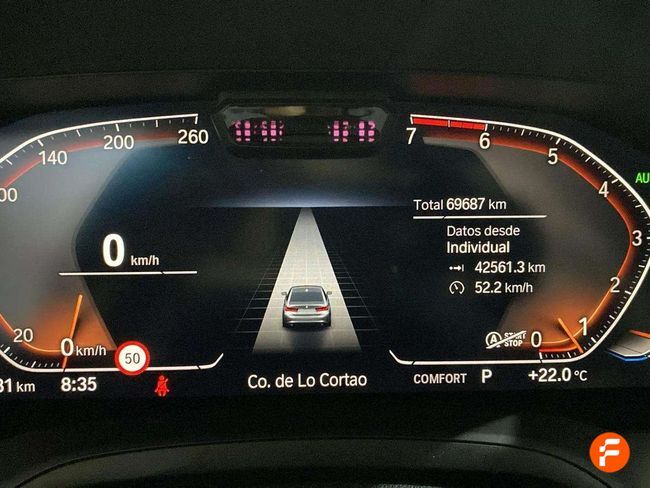 140 200 260
7 6 5 4 3 2 1 0
Total 69687 km
Datos desde
Individual
42561.3 km
52.2 km/h
0 km/h
START
STOP
A
20
0 km/h
50
8:35
Co. de Lo Cortao
COMFORT P +22.0 °C